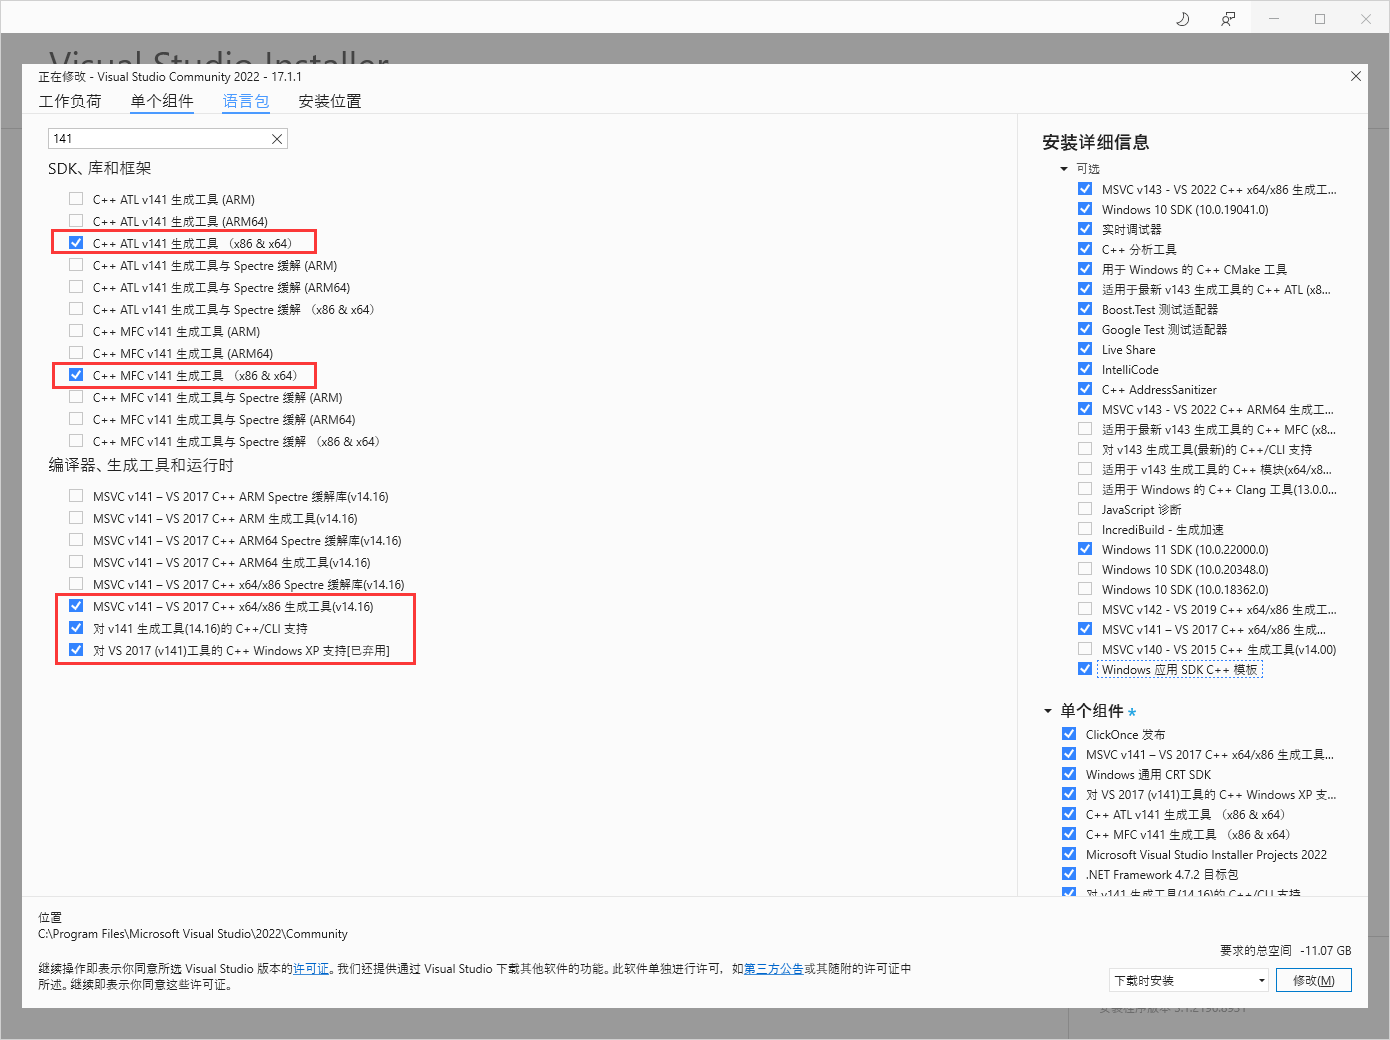 Visual Studio Installer
正在修改 - Visual Studio Community 2022 - 17.1.1
工作负荷 单个组件 语言包 安装位置
141
SDK、库和框架
C++ ATL v141 生成工具 (ARM)
C++ ATL v141 生成工具 (ARM64)
C++ ATL v141 生成工具 （x86 & x64）
C++ ATL v141 生成工具与 Spectre 缓解 (ARM)
C++ ATL v141 生成工具与 Spectre 缓解 (ARM64)
C++ ATL v141 生成工具与 Spectre 缓解 （x86 & x64）
C++ MFC v141 生成工具 (ARM)
C++ MFC v141 生成工具 (ARM64)
C++ MFC v141 生成工具 （x86 & x64）
C++ MFC v141 生成工具与 Spectre 缓解 (ARM)
C++ MFC v141 生成工具与 Spectre 缓解 (ARM64)
C++ MFC v141 生成工具与 Spectre 缓解 （x86 & x64）
编译器、生成工具和运行时
MSVC v141 – VS 2017 C++ ARM Spectre 缓解库(v14.16)
MSVC v141 – VS 2017 C++ ARM 生成工具(v14.16)
MSVC v141 – VS 2017 C++ ARM64 Spectre 缓解库(v14.16)
MSVC v141 – VS 2017 C++ ARM64 生成工具(v14.16)
MSVC v141 – VS 2017 C++ x64/x86 Spectre 缓解库(v14.16)
MSVC v141 – VS 2017 C++ x64/x86 生成工具(v14.16)
对 v141 生成工具(14.16)的 C++/CLI 支持
对 VS 2017 (v141)工具的 C++ Windows XP 支持[已弃用]
安装详细信息
可选
MSVC v143 - VS 2022 C++ x64/x86 生成工...
Windows 10 SDK (10.0.19041.0)
实时调试器
C++ 分析工具
用于 Windows 的 C++ CMake 工具
适用于最新 v143 生成工具的 C++ ATL (x8...
Boost.Test 测试适配器
Google Test 测试适配器
Live Share
IntelliCode
C++ AddressSanitizer
MSVC v143 - VS 2022 C++ ARM64 生成工...
适用于最新 v143 生成工具的 C++ MFC (x8...
对 v143 生成工具(最新)的 C++/CLI 支持
适用于 v143 生成工具的 C++ 模块(x64/x8...
适用于 Windows 的 C++ Clang 工具(13.0.0...
JavaScript 诊断
IncrediBuild - 生成加速
Windows 11 SDK (10.0.22000.0)
Windows 10 SDK (10.0.20348.0)
Windows 10 SDK (10.0.18362.0)
MSVC v142 - VS 2019 C++ x64/x86 生成工...
MSVC v141 – VS 2017 C++ x64/x86 生成...
MSVC v140 - VS 2015 C++ 生成工具(v14.00)
Windows 应用 SDK C++ 模板
单个组件 *
ClickOnce 发布
MSVC v141 – VS 2017 C++ x64/x86 生成工具...
Windows 通用 CRT SDK
对 VS 2017 (v141)工具的 C++ Windows XP 支...
C++ ATL v141 生成工具 （x86 & x64）
C++ MFC v141 生成工具 （x86 & x64）
Microsoft Visual Studio Installer Projects 2022
.NET Framework 4.7.2 目标包
对 v141 生成工具(14.16)的 C++/CLI 支持
位置
C:\Program Files\Microsoft Visual Studio\2022\Community
继续操作即表示你同意所选 Visual Studio 版本的许可证。我们还提供通过 Visual Studio 下载其他软件的功能。此软件单独进行许可，如第三方公告或其随附的许可证中
所述。继续即表示你同意这些许可证。
要求的总空间 -11.07 GB
下载时安装 修改(M)